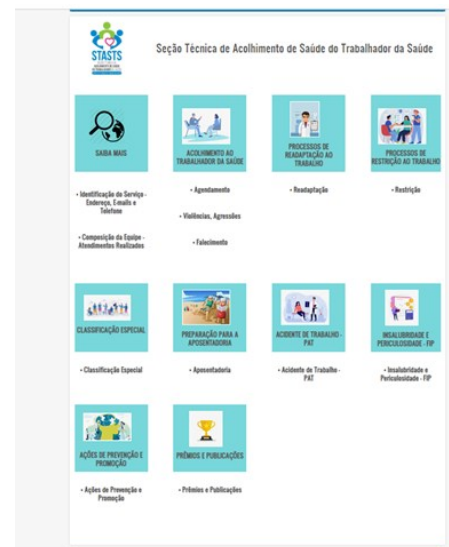 STASTS
Seção Técnica de Acolhimento de Saúde do Trabalhador da Saúde
SAIBA MAIS
• Identificação do Serviço -
Endereço, E-mails e
Telefone
• Composição da Equipe -
Atendimentos Realizados
ACOLHIMENTO AO
TRABALHADOR DA SAÚDE
• Agendamento
• Violências, Agressões
• Falecimento
PROCESSOS DE
READAPTAÇÃO AO
TRABALHO
• Readaptação
PROCESSOS DE
RESTRIÇÃO AO TRABALHO
• Restrição
CLASSIFICAÇÃO ESPECIAL
• Classificação Especial
PREPARAÇÃO PARA A
APOSENTADORIA
• Aposentadoria
ACIDENTE DE TRABALHO -
PAT
• Acidente de Trabalho -
PAT
INSALUBRIDADE E
PERICULOSIDADE - FIP
• Insalubridade e
Periculosidade - FIP
AÇÕES DE PREVENÇÃO E
PROMOÇÃO
• Ações de Prevenção e
Promoção
PRÊMIOS E PUBLICAÇÕES
• Prêmios e Publicações